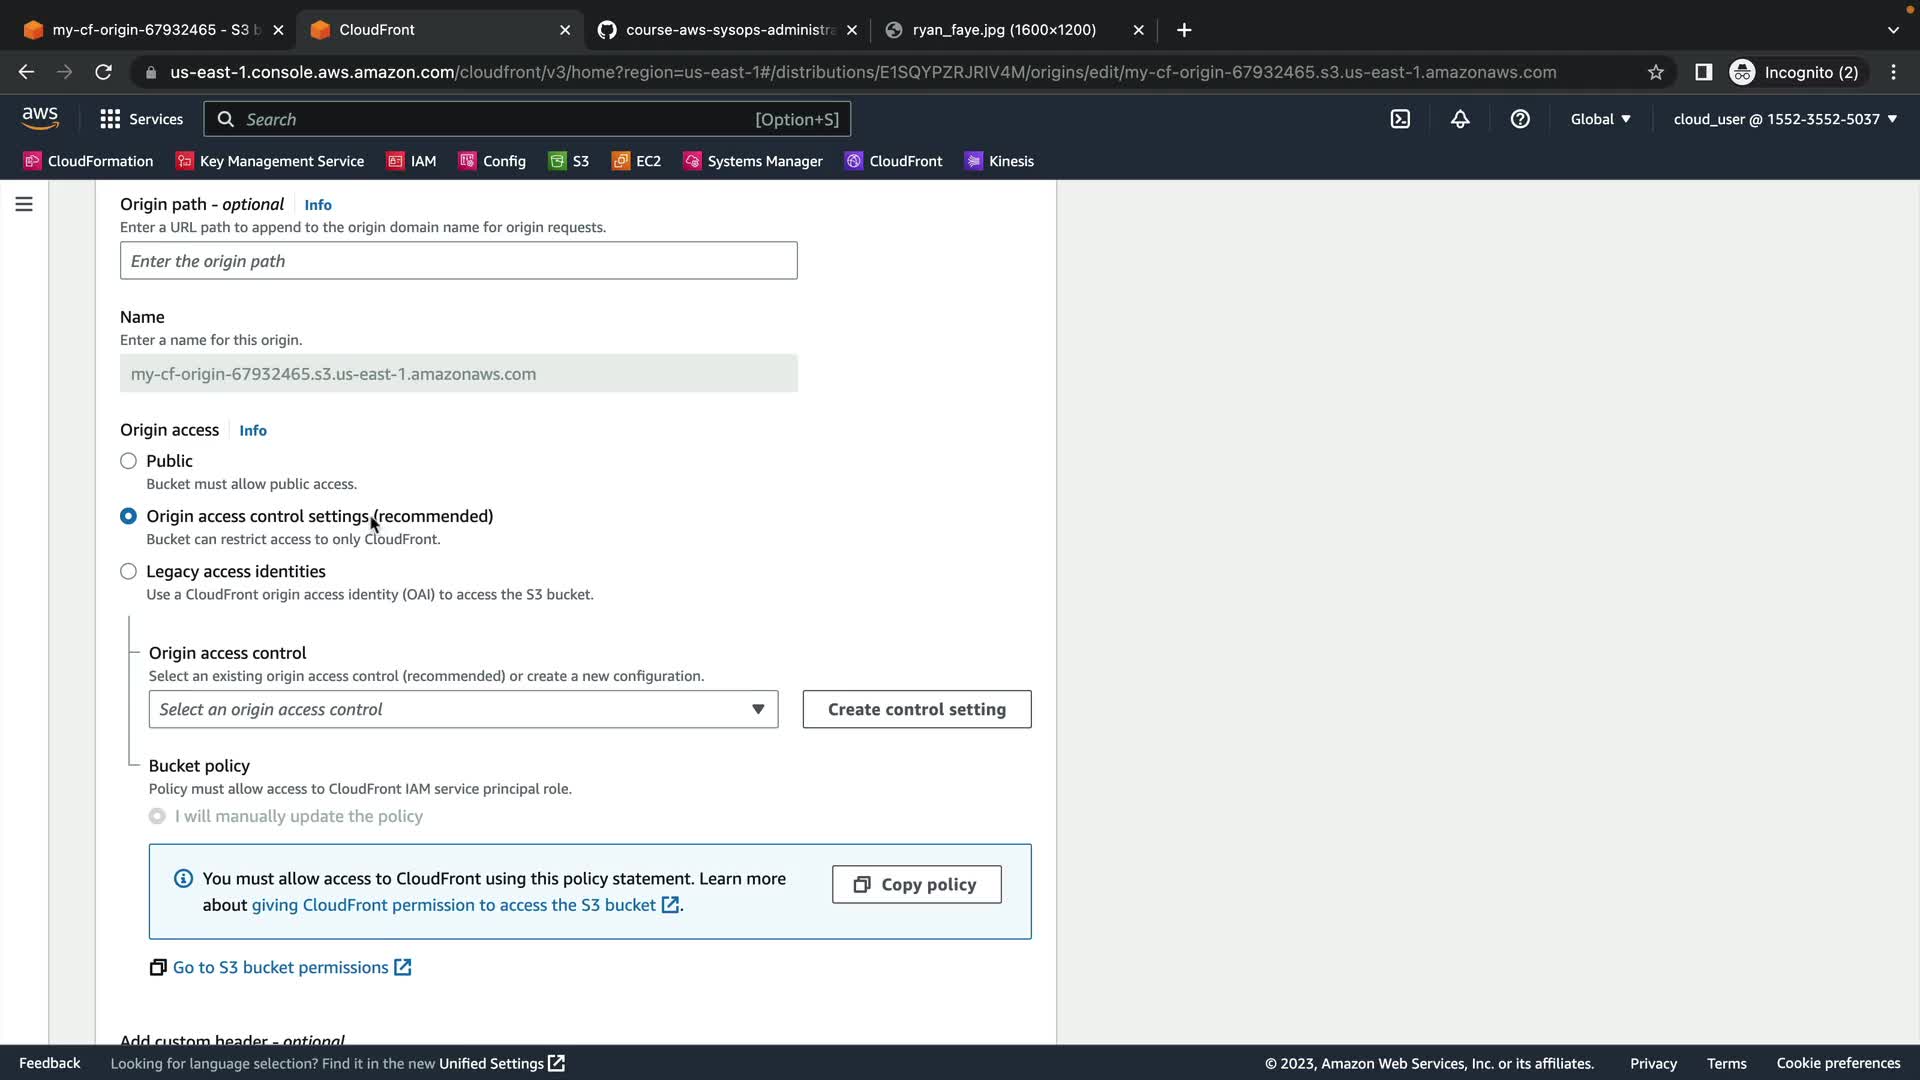 my-cf-origin-67932465 - S3 b
CloudFront
course-aws-sysops-administra
ryan_faye.jpg (1600×1200)
us-east-1.console.aws.amazon.com/cloudfront/v3/home?region=us-east-1#/distributions/E1SQYPZRJRIV4M/origins/edit/my-cf-origin-67932465.s3.us-east-1.amazonaws.com
Incognito (2)
aws
Services
Search
[Option+S]
Global
cloud_user @ 1552-3552-5037
CloudFormation
Key Management Service
IAM
Config
S3
EC2
Systems Manager
CloudFront
Kinesis
Origin path - optional
Info
Enter a URL path to append to the origin domain name for origin requests.
Enter the origin path
Name
Enter a name for this origin.
my-cf-origin-67932465.s3.us-east-1.amazonaws.com
Origin access
Info
Public
Bucket must allow public access.
Origin access control settings (recommended)
Bucket can restrict access to only CloudFront.
Legacy access identities
Use a CloudFront origin access identity (OAI) to access the S3 bucket.
Origin access control
Select an existing origin access control (recommended) or create a new configuration.
Select an origin access control
Create control setting
Bucket policy
Policy must allow access to CloudFront IAM service principal role.
I will manually update the policy
You must allow access to CloudFront using this policy statement. Learn more
about giving CloudFront permission to access the S3 bucket.
Copy policy
Go to S3 bucket permissions
Add custom header - optional
Feedback
Looking for language selection? Find it in the new Unified Settings
© 2023, Amazon Web Services, Inc. or its affiliates.
Privacy
Terms
Cookie preferences